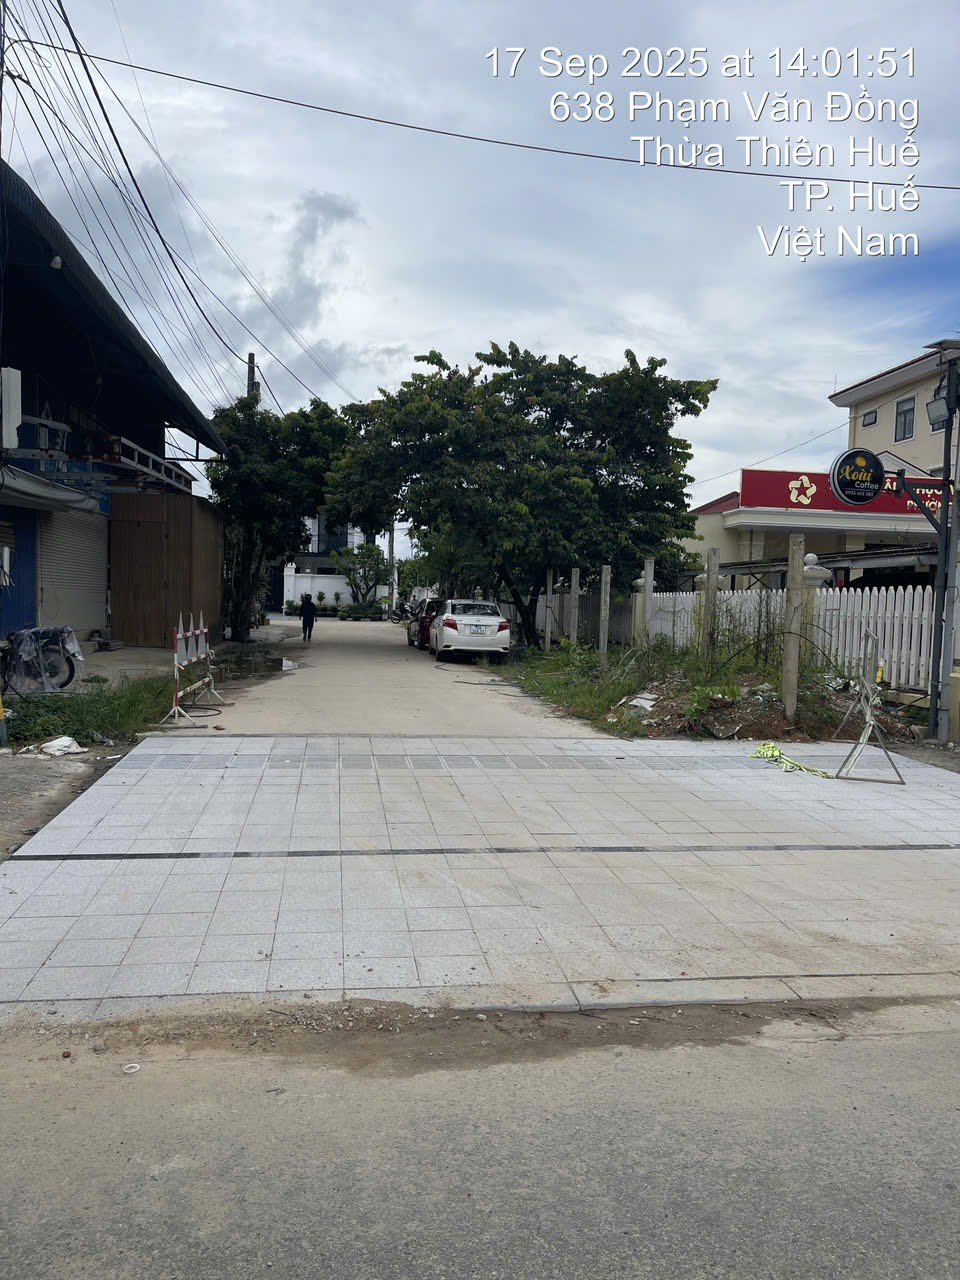 17 Sep 2025 at 14:01:51
638 Phạm Văn Đồng
Thừa Thiên Huế
TP. Huế
Việt Nam
Xoài
Coffee